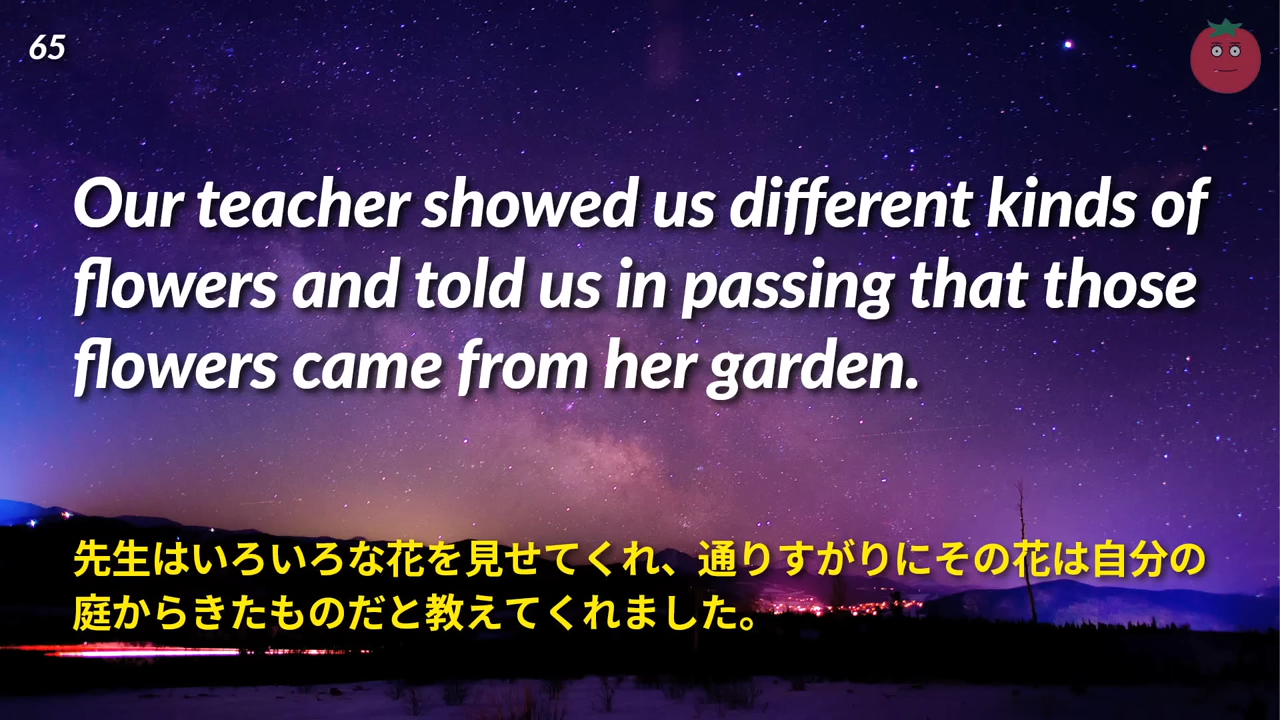 65
Our teacher showed us different kinds of
flowers and told us in passing that those
flowers came from her garden.
先生はいろいろな花を見せてくれ、通りすがりにその花は自分の
庭からきたものだと教えてくれました。